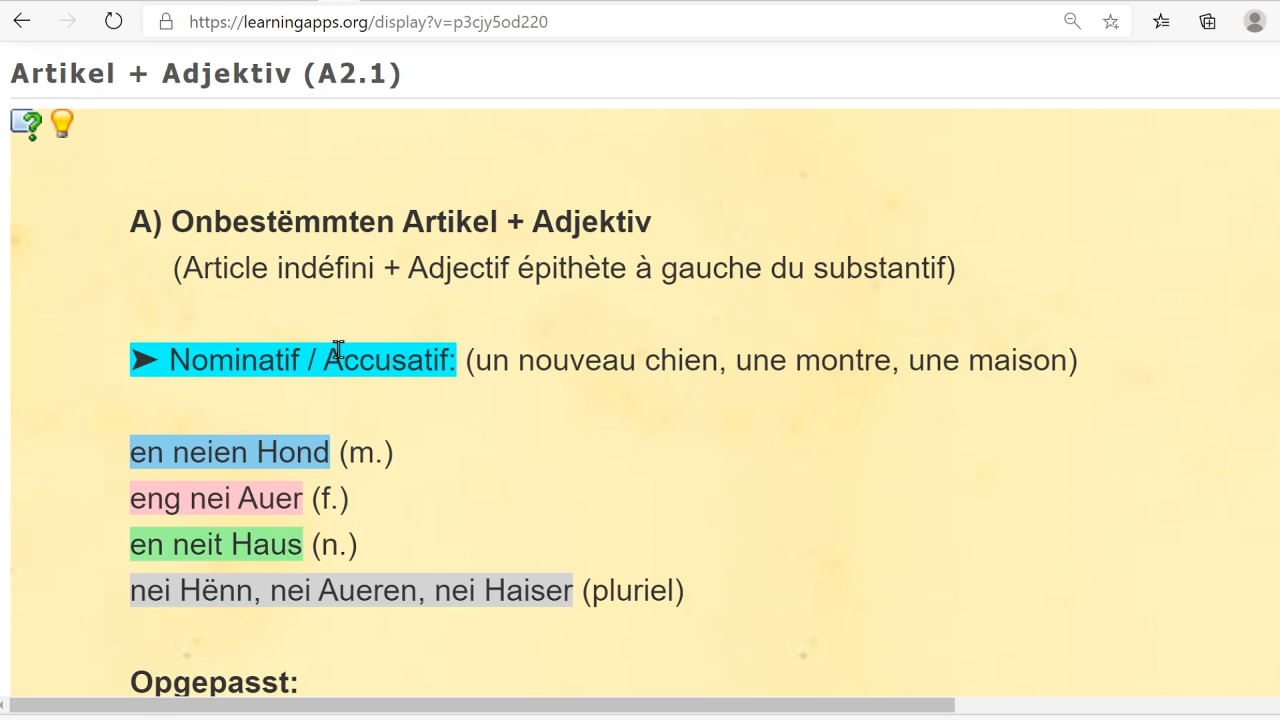 https://learningapps.org/display?v=p3cjy5od220
Artikel + Adjektiv (A2.1)
A) Onbestëmmten Artikel + Adjektiv
(Article indéfini + Adjectif épithète à gauche du substantif)
➤ Nominatif / Accusatif: (un nouveau chien, une montre, une maison)
en neien Hond (m.)
eng nei Auer (f.)
en neit Haus (n.)
nei Hënn, nei Aueren, nei Haiser (pluriel)
Opgepasst: